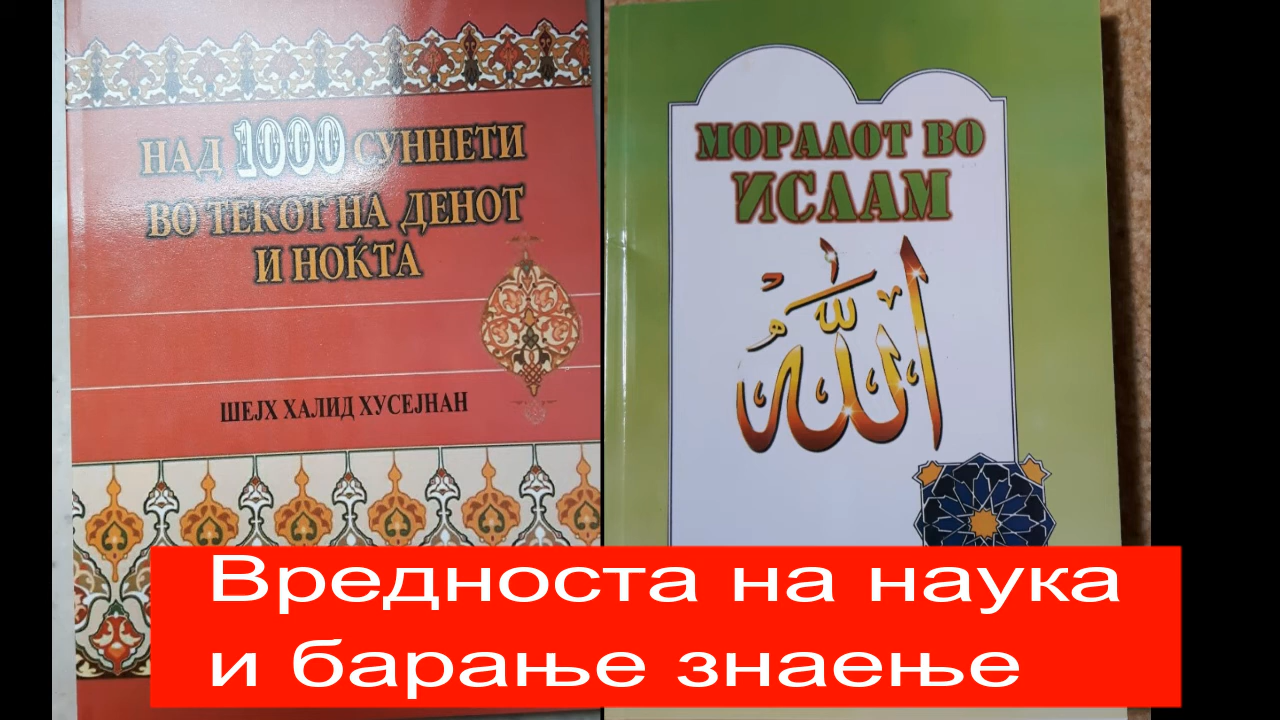 НАД 1000 СУННЕТИ
ВО ТЕКОТ НА ДЕНОТ
И НОЌТА
ШЕЈХ ХАЛИД ХУСЕЈНАН
МОРАЛОТ ВО
ИСЛАМ
الله
Вредноста на наука
и барање знаење